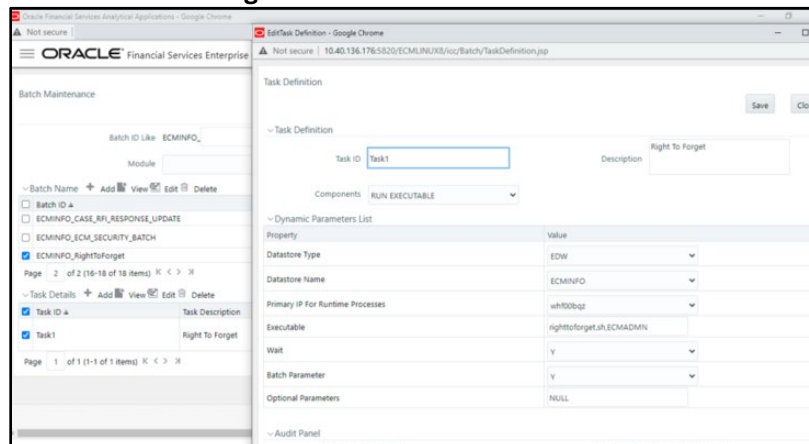 Oracle Financial Services Analytical Applications - Google Chrome
Not secure
ORACLE Financial Services Enterprise
Batch Maintenance
Batch ID Like ECMINFO_
Module
Batch Name + Add View Edit Delete
Batch ID
ECMINFO_CASE_RFI_RESPONSE_UPDATE
ECMINFO_ECM_SECURITY_BATCH
ECMINFO_RightToForget
Page 2 of 2 (16-18 of 18 items)
Task Details + Add View Edit Delete
Task ID Task Description
Task1 Right To Forget
Page 1 of 1 (1-1 of 1 items)
EditTask Definition - Google Chrome
Not secure | 10.40.136.176:5820/ECMLINUX8/icc/Batch/TaskDefinition.jsp
Task Definition
Save Clo
Task Definition
Task ID Task1 Description Right To Forget
Components RUN EXECUTABLE
Dynamic Parameters List
Property Value
Datastore Type EDW
Datastore Name ECMINFO
Primary IP For Runtime Processes whf00bqz
Executable righttoforget.sh,ECMADMN
Wait Y
Batch Parameter Y
Optional Parameters NULL
Audit Panel